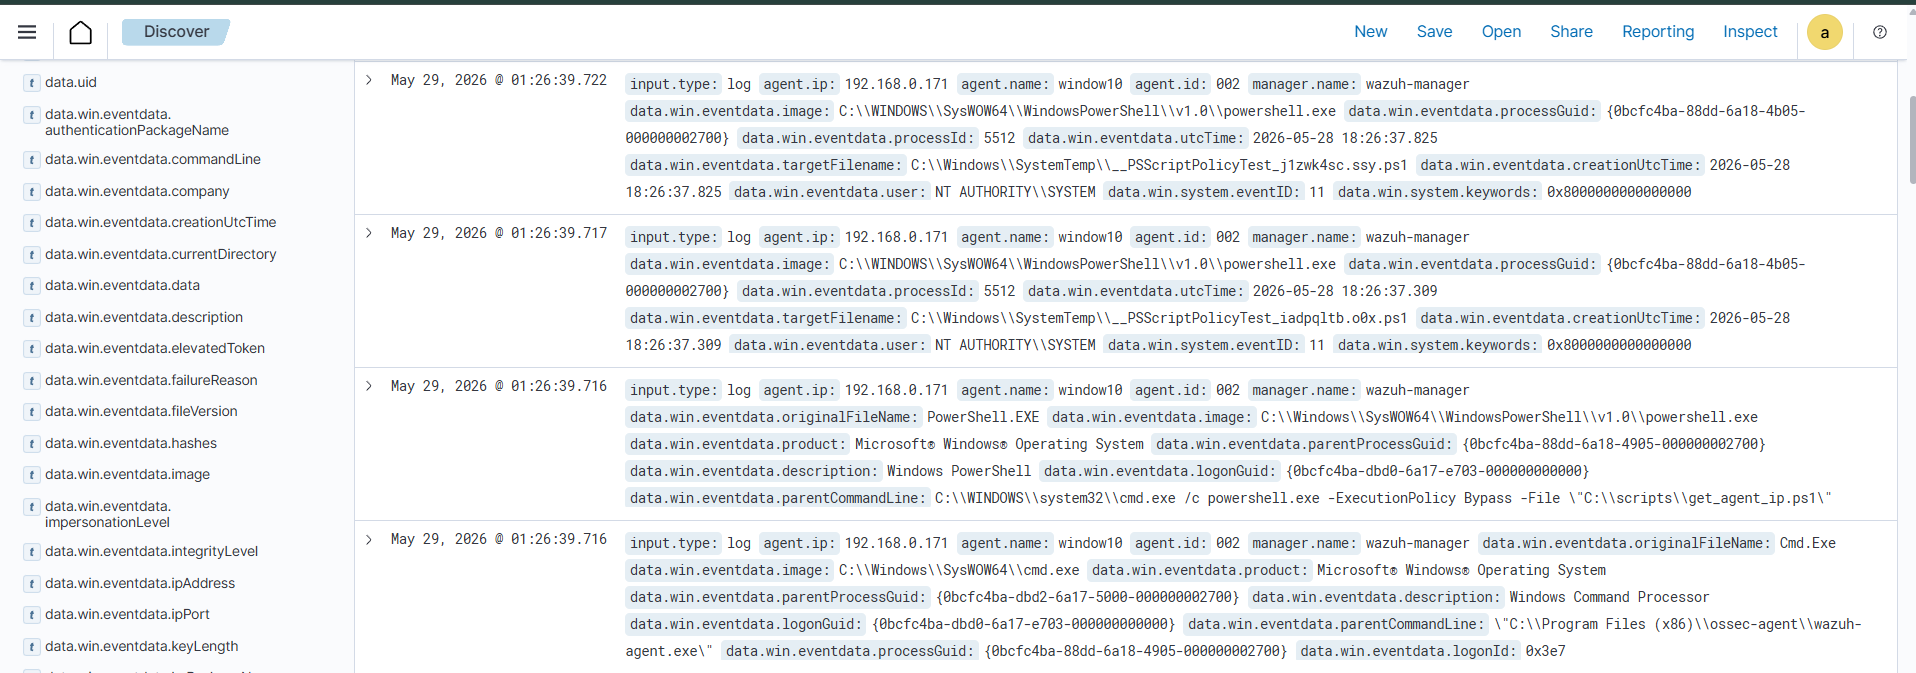 Discover
New Save Open Share Reporting Inspect a
t data.uid
t data.win.eventdata.
authenticationPackageName
t data.win.eventdata.commandLine
t data.win.eventdata.company
t data.win.eventdata.creationUtcTime
t data.win.eventdata.currentDirectory
t data.win.eventdata.data
t data.win.eventdata.description
t data.win.eventdata.elevatedToken
t data.win.eventdata.failureReason
t data.win.eventdata.fileVersion
t data.win.eventdata.hashes
t data.win.eventdata.image
t data.win.eventdata.
impersonationLevel
t data.win.eventdata.integrityLevel
t data.win.eventdata.ipAddress
t data.win.eventdata.ipPort
t data.win.eventdata.keyLength
May 29, 2026 @ 01:26:39.722
input.type: log agent.ip: 192.168.0.171 agent.name: window10 agent.id: 002 manager.name: wazuh-manager
data.win.eventdata.image: C:\\WINDOWS\\SysWOW64\\WindowsPowerShell\\v1.0\\powershell.exe data.win.eventdata.processGuid: {0bcfc4ba-88dd-6a18-4b05-
000000002700} data.win.eventdata.processId: 5512 data.win.eventdata.utcTime: 2026-05-28 18:26:37.825
data.win.eventdata.targetFilename: C:\\Windows\\SystemTemp\\__PSScriptPolicyTest_j1zwk4sc.ssy.ps1 data.win.eventdata.creationUtcTime: 2026-05-28
18:26:37.825 data.win.eventdata.user: NT AUTHORITY\\SYSTEM data.win.system.eventID: 11 data.win.system.keywords: 0x8000000000000000
May 29, 2026 @ 01:26:39.717
input.type: log agent.ip: 192.168.0.171 agent.name: window10 agent.id: 002 manager.name: wazuh-manager
data.win.eventdata.image: C:\\WINDOWS\\SysWOW64\\WindowsPowerShell\\v1.0\\powershell.exe data.win.eventdata.processGuid: {0bcfc4ba-88dd-6a18-4b05-
000000002700} data.win.eventdata.processId: 5512 data.win.eventdata.utcTime: 2026-05-28 18:26:37.309
data.win.eventdata.targetFilename: C:\\Windows\\SystemTemp\\__PSScriptPolicyTest_iadpqltb.o0x.ps1 data.win.eventdata.creationUtcTime: 2026-05-28
18:26:37.309 data.win.eventdata.user: NT AUTHORITY\\SYSTEM data.win.system.eventID: 11 data.win.system.keywords: 0x8000000000000000
May 29, 2026 @ 01:26:39.716
input.type: log agent.ip: 192.168.0.171 agent.name: window10 agent.id: 002 manager.name: wazuh-manager
data.win.eventdata.originalFileName: PowerShell.EXE data.win.eventdata.image: C:\\Windows\\SysWOW64\\WindowsPowerShell\\v1.0\\powershell.exe
data.win.eventdata.product: Microsoft® Windows® Operating System data.win.eventdata.parentProcessGuid: {0bcfc4ba-88dd-6a18-4905-000000002700}
data.win.eventdata.description: Windows PowerShell data.win.eventdata.logonGuid: {0bcfc4ba-dbd0-6a17-e703-000000000000}
data.win.eventdata.parentCommandLine: C:\\WINDOWS\\system32\\cmd.exe /c powershell.exe -ExecutionPolicy Bypass -File \"C:\\scripts\\get_agent_ip.ps1\"
May 29, 2026 @ 01:26:39.716
input.type: log agent.ip: 192.168.0.171 agent.name: window10 agent.id: 002 manager.name: wazuh-manager data.win.eventdata.originalFileName: Cmd.Exe
data.win.eventdata.image: C:\\Windows\\SysWOW64\\cmd.exe data.win.eventdata.product: Microsoft® Windows® Operating System
data.win.eventdata.parentProcessGuid: {0bcfc4ba-dbd2-6a17-5000-000000002700} data.win.eventdata.description: Windows Command Processor
data.win.eventdata.logonGuid: {0bcfc4ba-dbd0-6a17-e703-000000000000} data.win.eventdata.parentCommandLine: \"C:\\Program Files (x86)\\ossec-agent\\wazuh-
agent.exe\" data.win.eventdata.processGuid: {0bcfc4ba-88dd-6a18-4905-000000002700} data.win.eventdata.logonId: 0x3e7